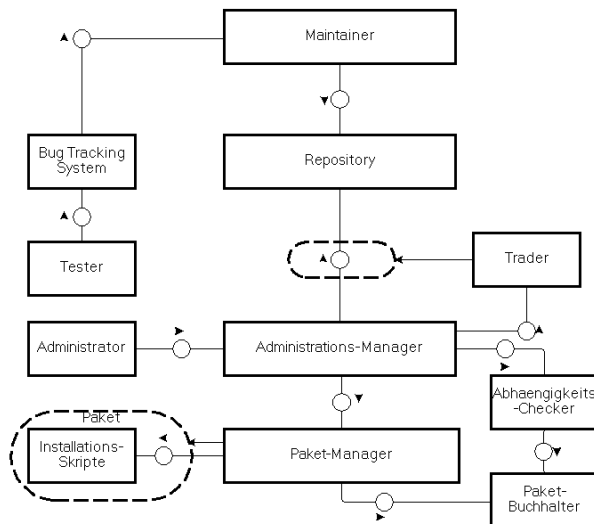 Maintainer
Bug Tracking
System
Repository
Tester
Trader
Administrator
Administrations-Manager
Abhaengigkeits
-Checker
Paket
Installations-
Skripte
Paket-Manager
Paket-
Buchhalter